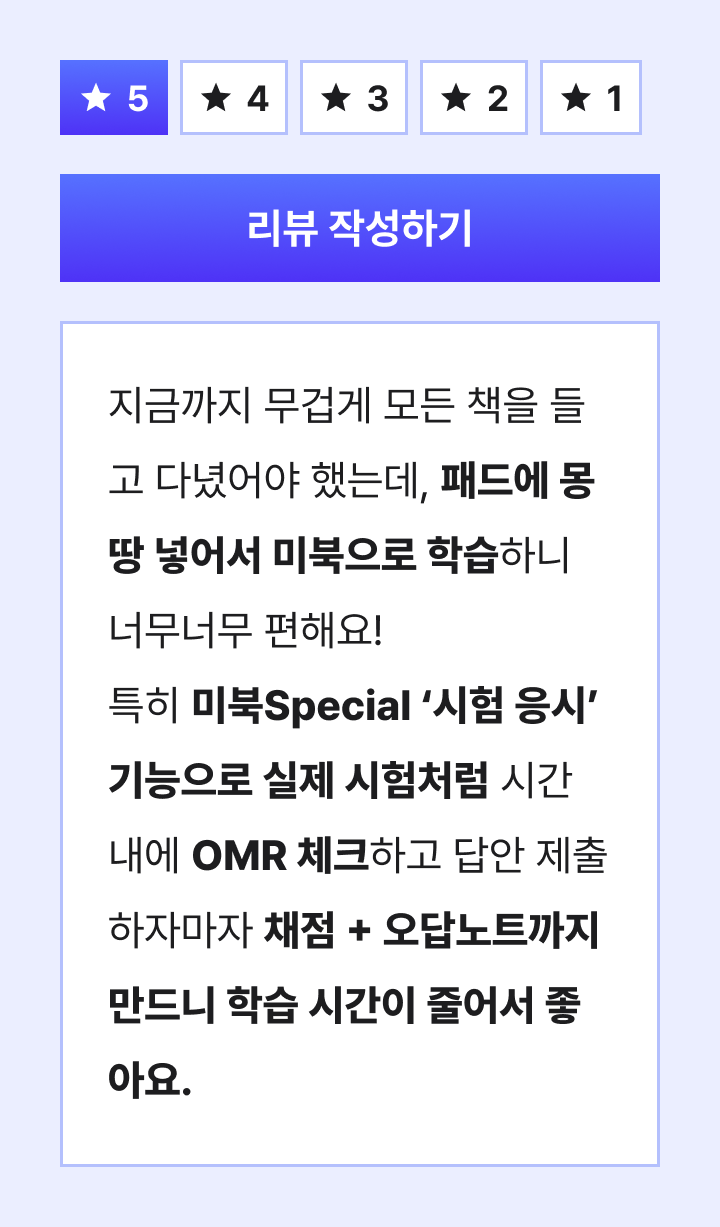 ★ 5 ★ 4 ★ 3 ★ 2 ★ 1
리뷰 작성하기
지금까지 무겁게 모든 책을 들
고 다녔어야 했는데, 패드에 몽
땅 넣어서 미북으로 학습하니
너무너무 편해요!
특히 미북Special ‘시험 응시’
기능으로 실제 시험처럼 시간
내에 OMR 체크하고 답안 제출
하자마자 채점 + 오답노트까지
만드니 학습 시간이 줄어서 좋
아요.